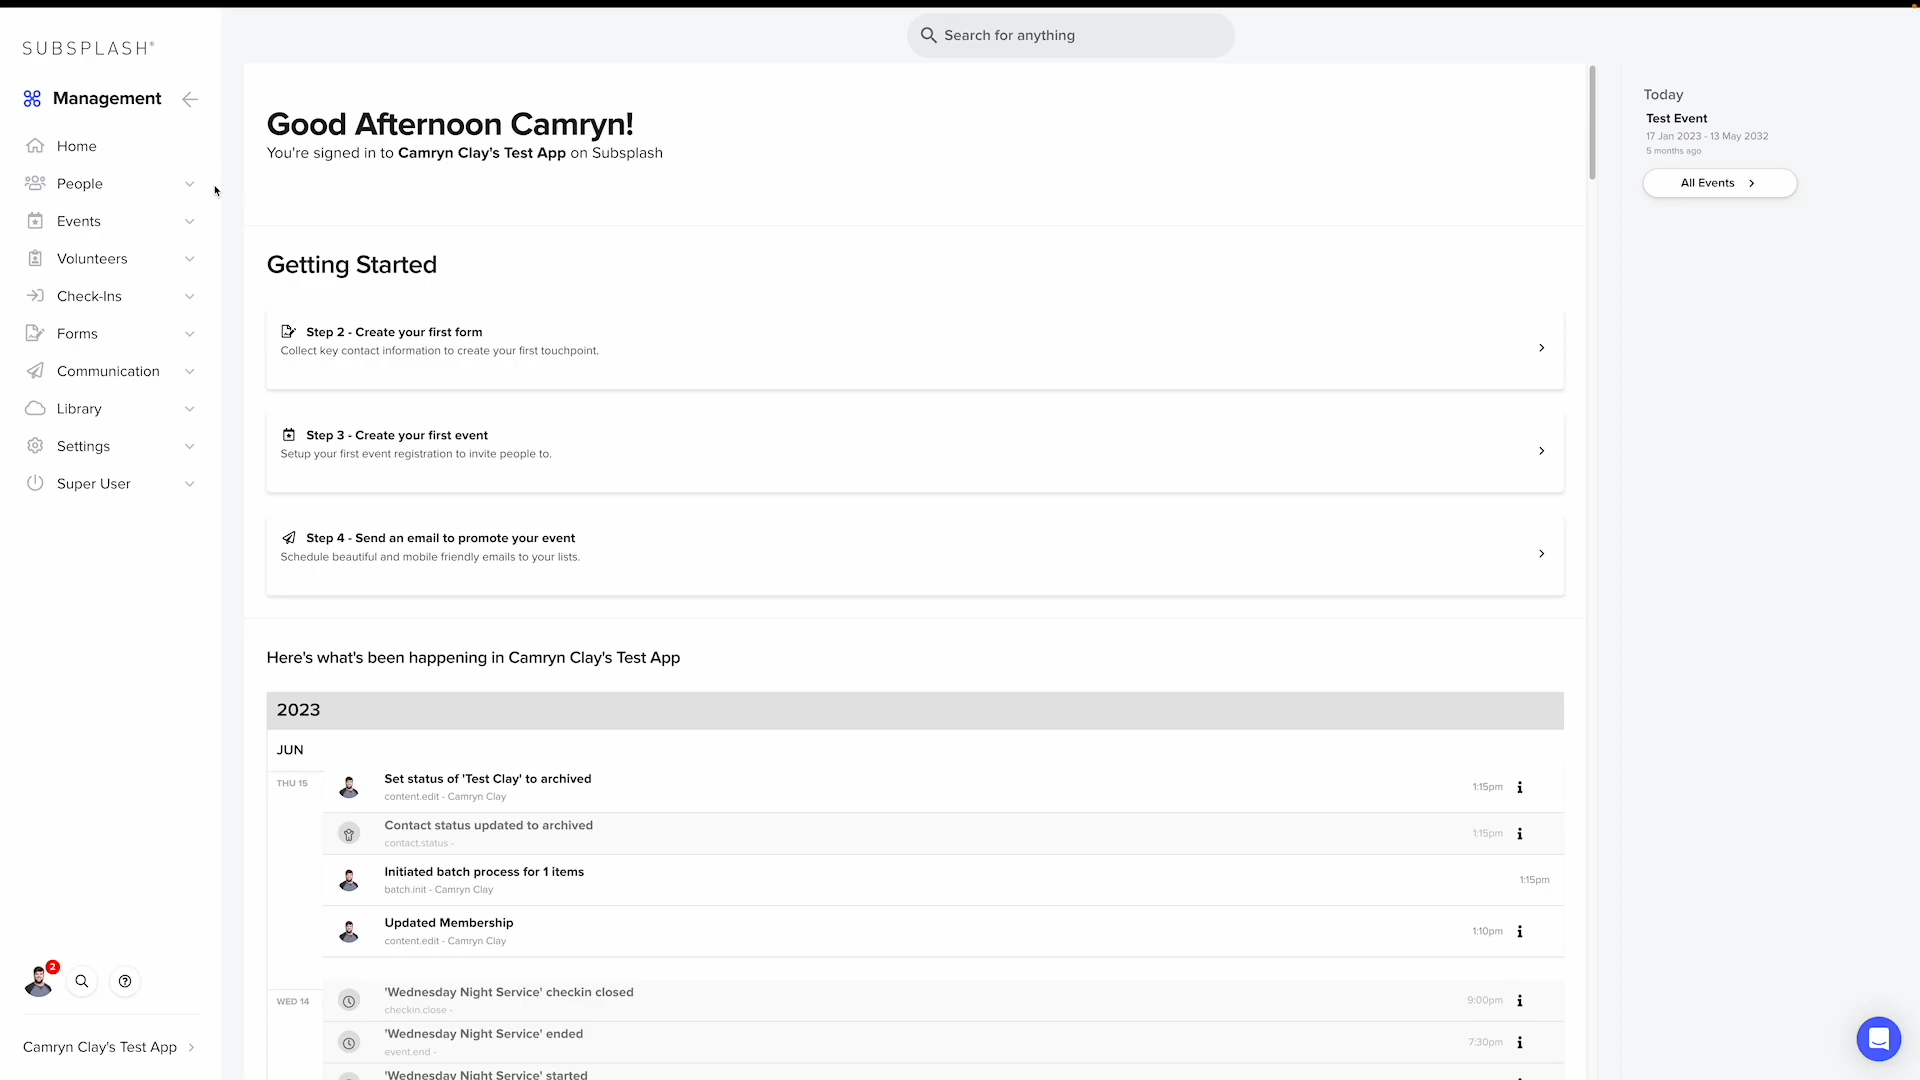 SUBSPLASH®
Search for anything
Management
Home
People
Events
Volunteers
Check-Ins
Forms
Communication
Library
Settings
Super User
2
Camryn Clay's Test App
Good Afternoon Camryn!
You're signed in to Camryn Clay's Test App on Subsplash
Getting Started
Step 2 - Create your first form
Collect key contact information to create your first touchpoint.
Step 3 - Create your first event
Setup your first event registration to invite people to.
Step 4 - Send an email to promote your event
Schedule beautiful and mobile friendly emails to your lists.
Here's what's been happening in Camryn Clay's Test App
2023
JUN
THU 15
Set status of 'Test Clay' to archived
content.edit - Camryn Clay
1:15pm
Contact status updated to archived
contact.status -
1:15pm
Initiated batch process for 1 items
batch.init - Camryn Clay
1:15pm
Updated Membership
content.edit - Camryn Clay
1:10pm
WED 14
'Wednesday Night Service' checkin closed
checkin.close -
9:00pm
'Wednesday Night Service' ended
event.end -
7:30pm
'Wednesday Night Service' started
Today
Test Event
17 Jan 2023 - 13 May 2032
5 months ago
All Events